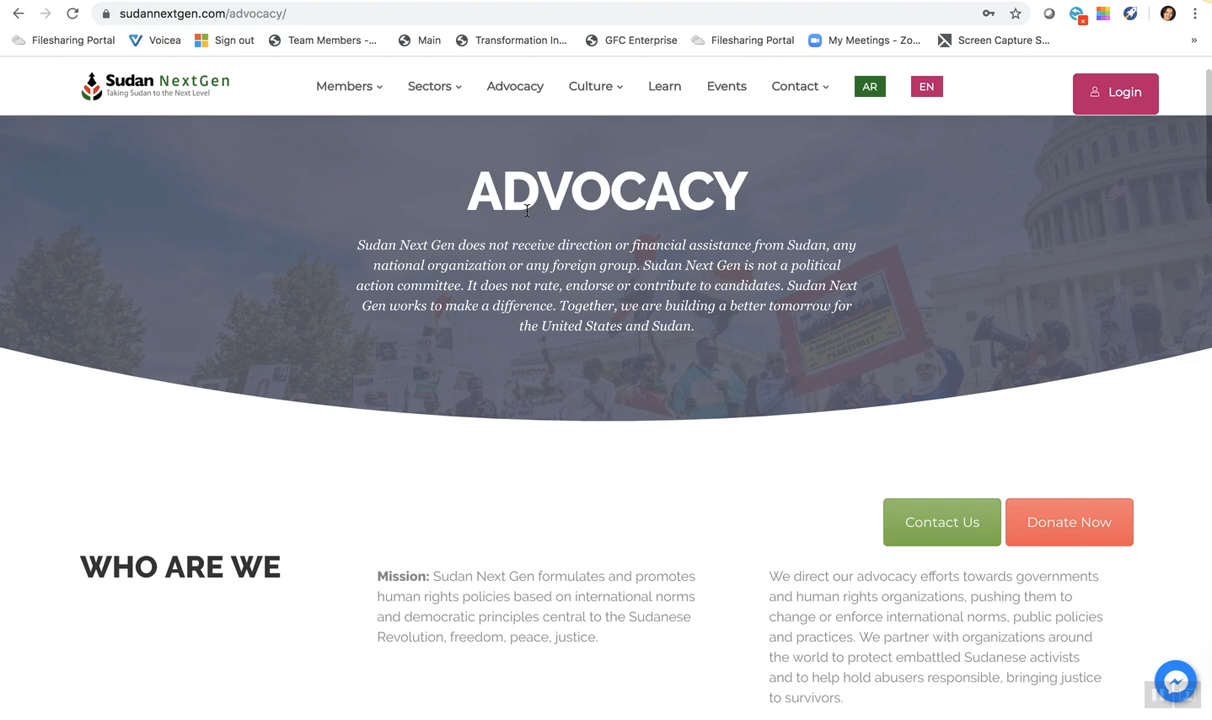 sudannextgen.com/advocacy/
Filesharing Portal Voicea Sign out Team Members -... Main Transformation In... GFC Enterprise Filesharing Portal My Meetings - Zo... Screen Capture S... »
Sudan NextGen
Taking Sudan to the Next Level
Members Sectors Advocacy Culture Learn Events Contact AR EN Login
ADVOCACY
Sudan Next Gen does not receive direction or financial assistance from Sudan, any
national organization or any foreign group. Sudan Next Gen is not a political
action committee. It does not rate, endorse or contribute to candidates. Sudan Next
Gen works to make a difference. Together, we are building a better tomorrow for
the United States and Sudan.
Contact Us Donate Now
WHO ARE WE
Mission: Sudan Next Gen formulates and promotes
human rights policies based on international norms
and democratic principles central to the Sudanese
Revolution, freedom, peace, justice.
We direct our advocacy efforts towards governments
and human rights organizations, pushing them to
change or enforce international norms, public policies
and practices. We partner with organizations around
the world to protect embattled Sudanese activists
and to help hold abusers responsible, bringing justice
to survivors.